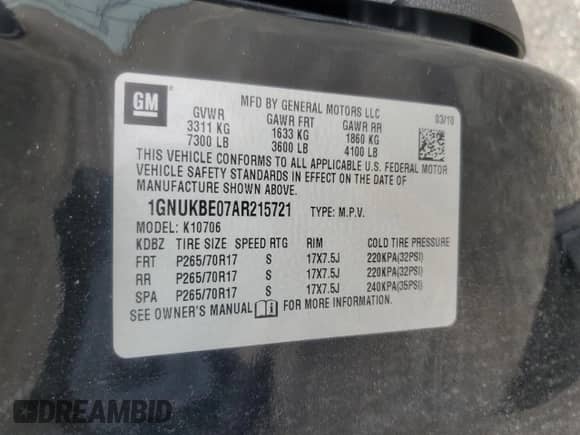 GM
®
MFD BY GENERAL MOTORS LLC
GVWR GAWR FRT GAWR RR 03/10
3311 KG 1633 KG 1860 KG
7300 LB 3600 LB 4100 LB
THIS VEHICLE CONFORMS TO ALL APPLICABLE U.S. FEDERAL MOTOR
VEHICLE SAFETY STANDARDS IN EFFECT ON THE DATE OF
MANUFACTURE SHOWN ABOVE.
1GNUKBE07AR215721 TYPE: M.P.V.
MODEL: K10706
KDBZ TIRE SIZE SPEED RTG RIM COLD TIRE PRESSURE
FRT P265/70R17 S 17X7.5J 220KPA(32PSI)
RR P265/70R17 S 17X7.5J 220KPA(32PSI)
SPA P265/70R17 S 17X7.5J 240KPA(35PSI)
SEE OWNER'S MANUAL FOR MORE INFORMATION.
DREAMBID